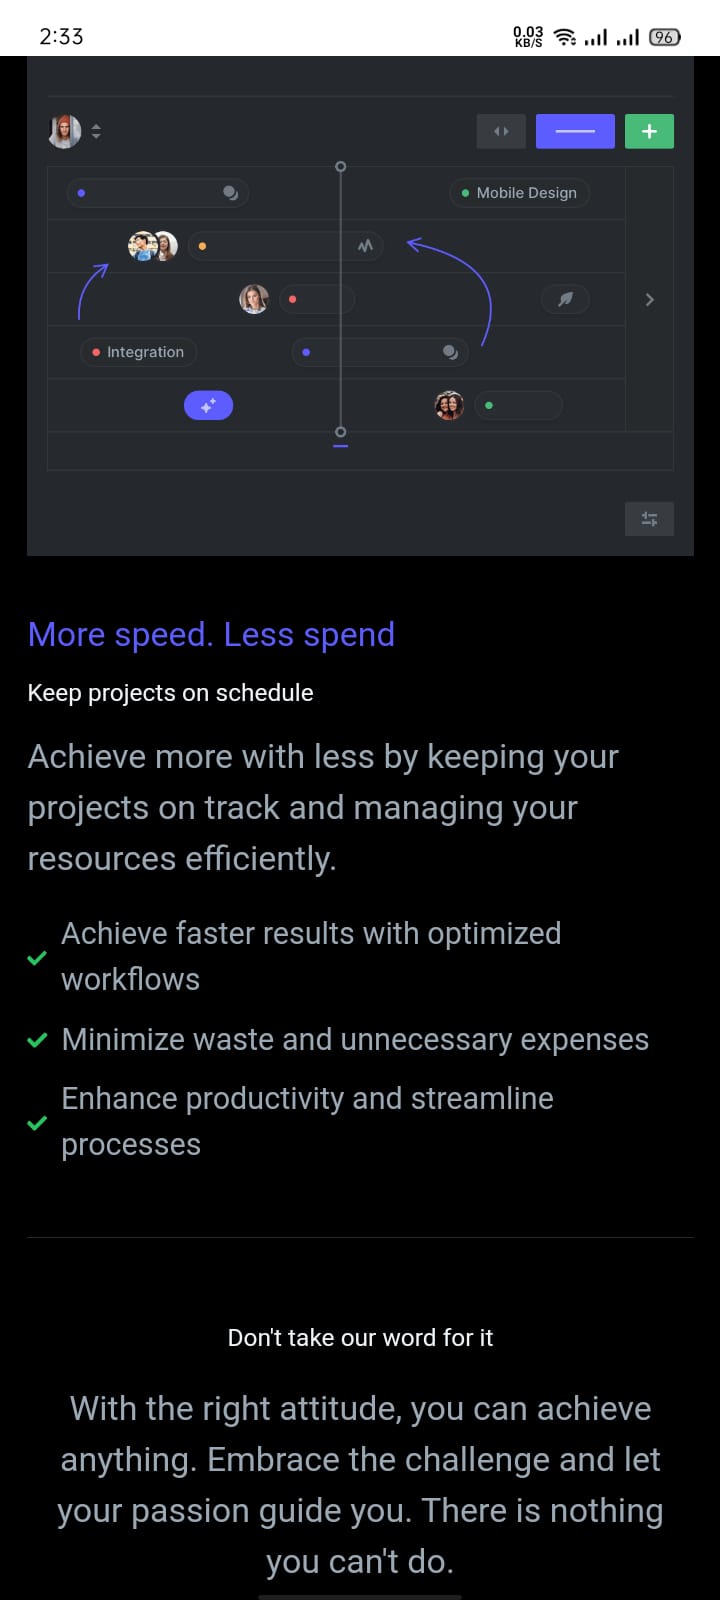 2:33
0.03
KB/S
96
Mobile Design
Integration
More speed. Less spend
Keep projects on schedule
Achieve more with less by keeping your
projects on track and managing your
resources efficiently.
Achieve faster results with optimized
workflows
Minimize waste and unnecessary expenses
Enhance productivity and streamline
processes
Don't take our word for it
With the right attitude, you can achieve
anything. Embrace the challenge and let
your passion guide you. There is nothing
you can't do.